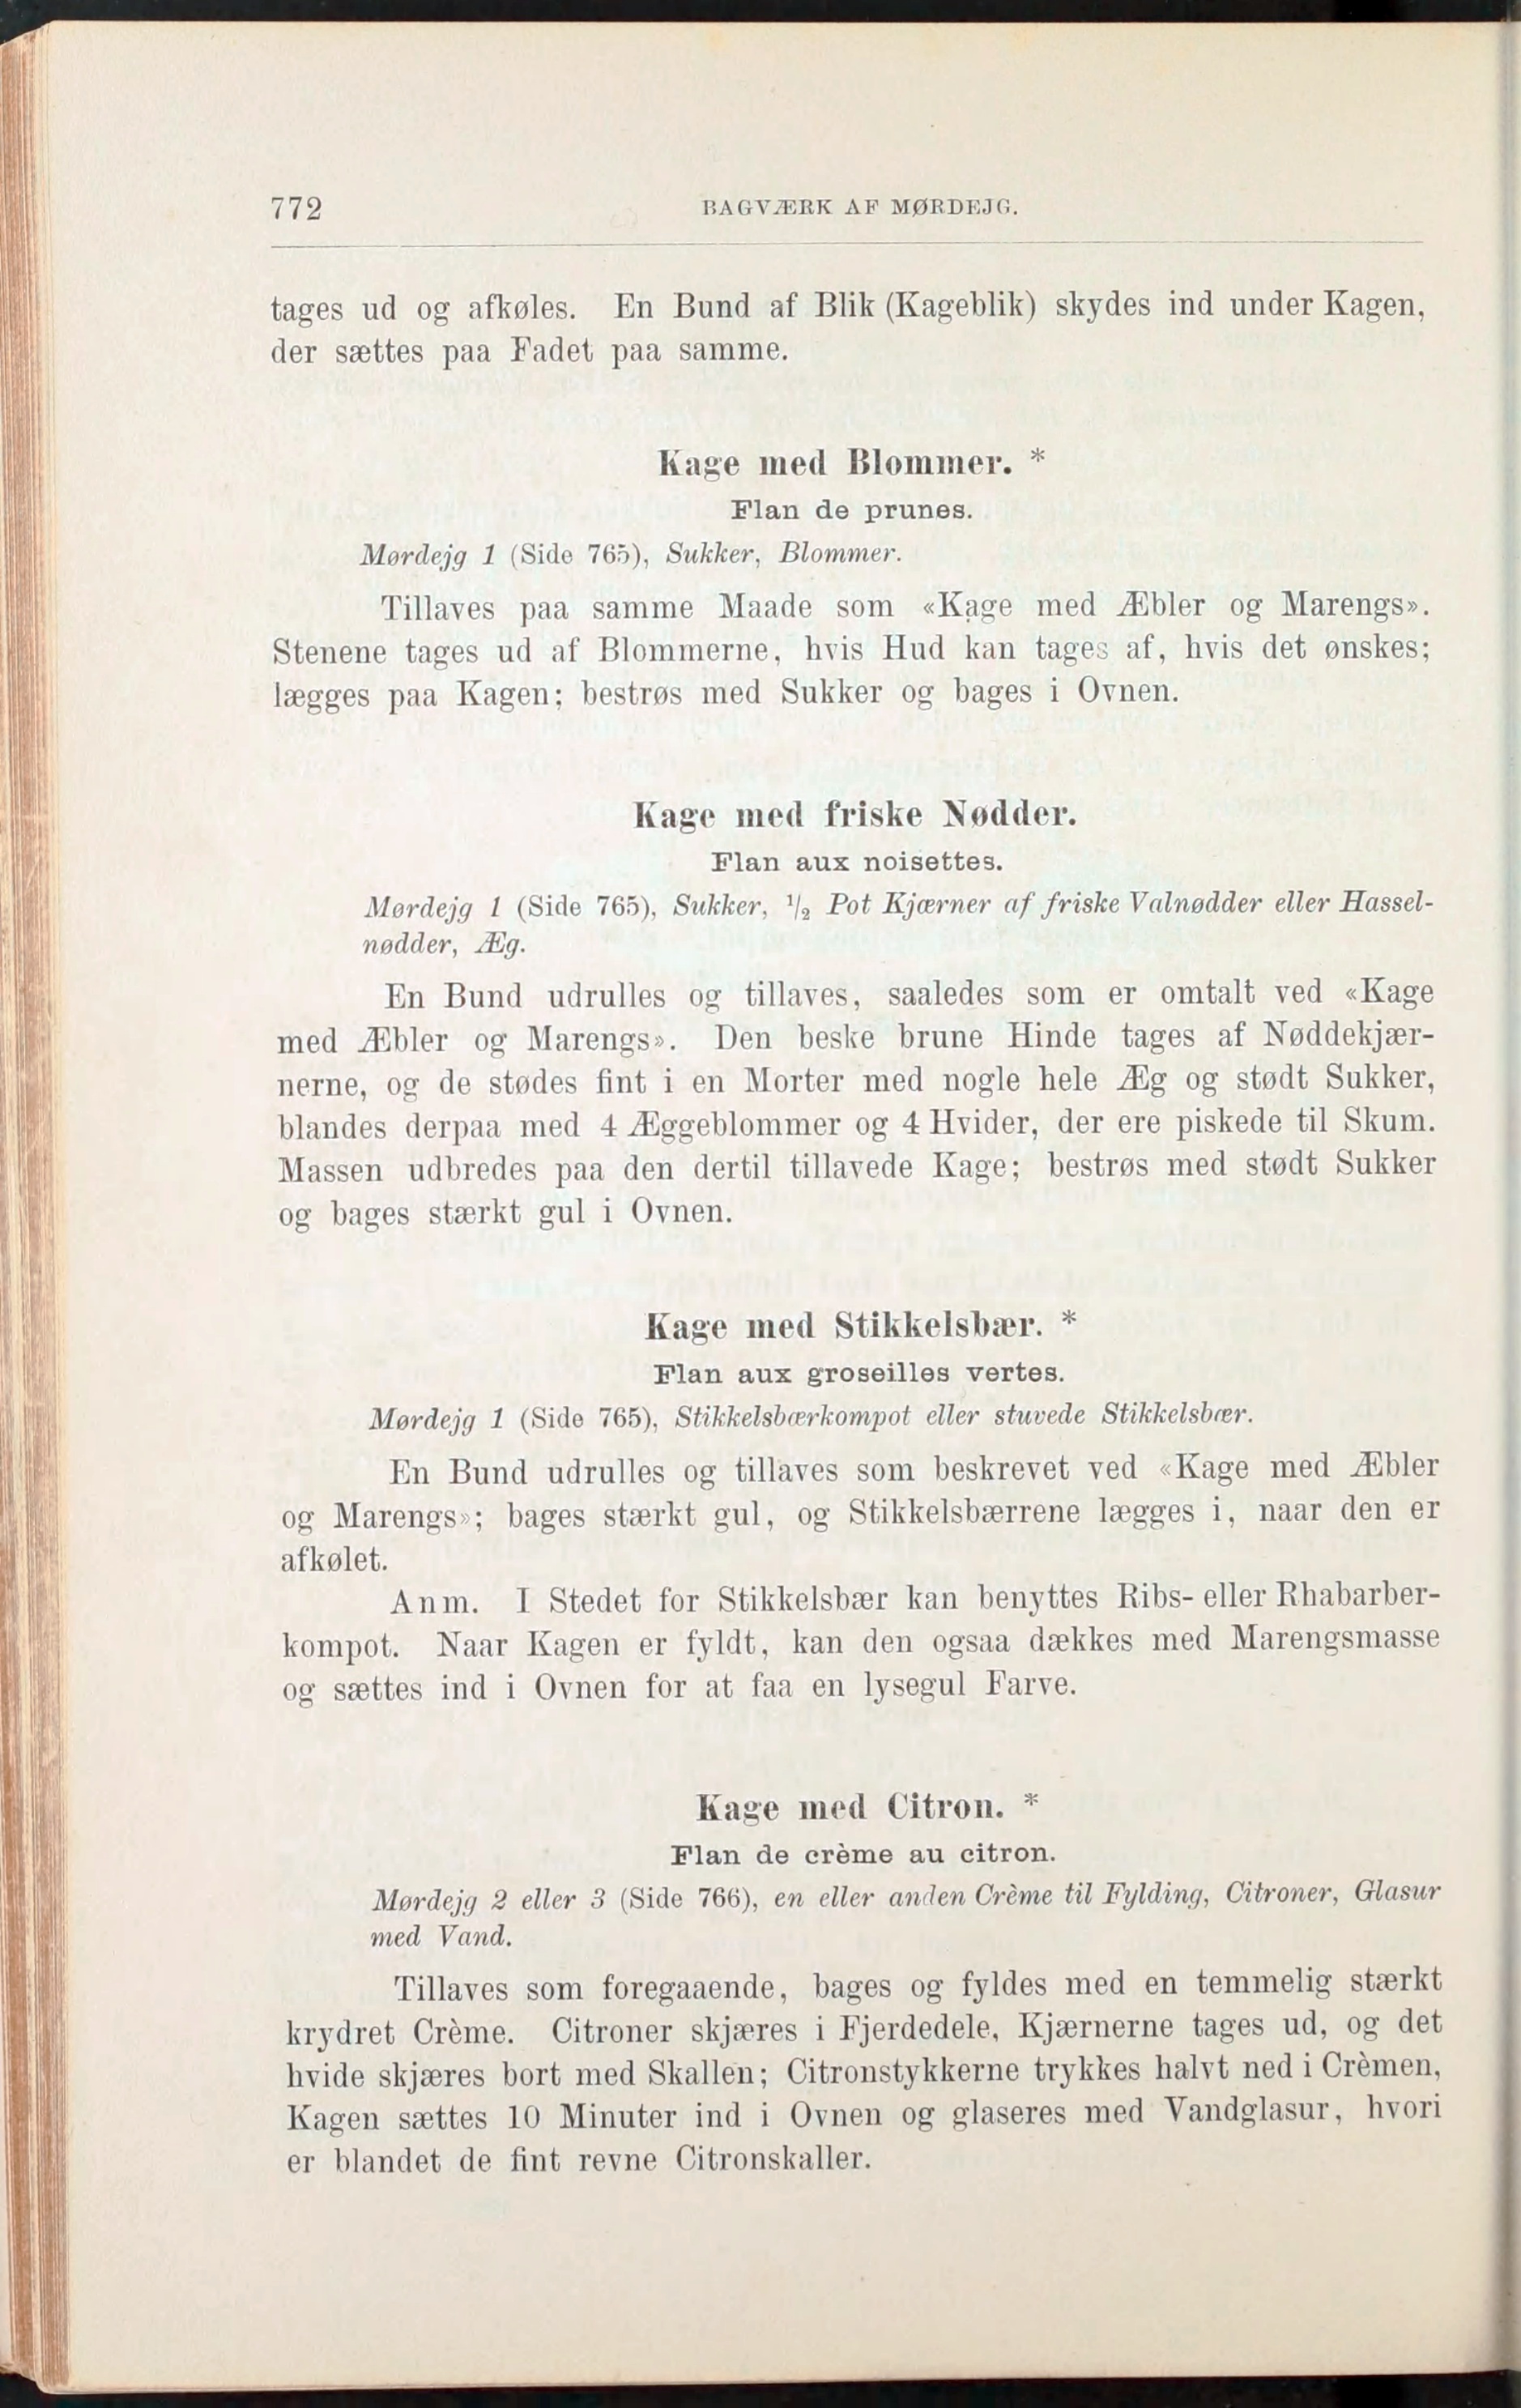 772
BAGVÆRK AF MØRDEJG.
tages ud og afkøles. En Bund af Blik (Kageblik) skydes ind under Kagen,
der sættes paa Fadet paa samme.
Kage med Blommer. *
Flan de prunes.
Mørdejg 1 (Side 765), Sukker, Blommer.
Tillaves paa samme Maade som «Kage med Æbler og Marengs».
Stenene tages ud af Blommerne, hvis Hud kan tages af, hvis det ønskes;
lægges paa Kagen; bestrøs med Sukker og bages i Ovnen.
Kage med friske Nødder.
Flan aux noisettes.
Mørdejg 1 (Side 765), Sukker, 1/2 Pot Kjærner af friske Valnødder eller Hassel-
nødder, Æg.
En Bund udrulles og tillaves, saaledes som er omtalt ved «Kage
med Æbler og Marengs». Den beske brune Hinde tages af Nøddekjær-
nerne, og de stødes fint i en Morter med nogle hele Æg og stødt Sukker,
blandes derpaa med 4 Æggeblommer og 4 Hvider, der ere piskede til Skum.
Massen udbredes paa den dertil tillavede Kage; bestrøs med stødt Sukker
og bages stærkt gul i Ovnen.
Kage med Stikkelsbær. *
Flan aux groseilles vertes.
Mørdejg 1 (Side 765), Stikkelsbærkompot eller stuvede Stikkelsbær.
En Bund udrulles og tillaves som beskrevet ved «Kage med Æbler
og Marengs»; bages stærkt gul, og Stikkelsbærrene lægges i, naar den er
afkølet.
Anm. I Stedet for Stikkelsbær kan benyttes Ribs- eller Rhabarber-
kompot. Naar Kagen er fyldt, kan den ogsaa dækkes med Marengsmasse
og sættes ind i Ovnen for at faa en lysegul Farve.
Kage med Citron. *
Flan de crème au citron.
Mørdejg 2 eller 3 (Side 766), en eller anden Crème til Fylding, Citroner, Glasur
med Vand.
Tillaves som foregaaende, bages og fyldes med en temmelig stærkt
krydret Crème. Citroner skjæres i Fjerdedele, Kjærnerne tages ud, og det
hvide skjæres bort med Skallen; Citronstykkerne trykkes halvt ned i Crèmen,
Kagen sættes 10 Minuter ind i Ovnen og glaseres med Vandglasur, hvori
er blandet de fint revne Citronskaller.